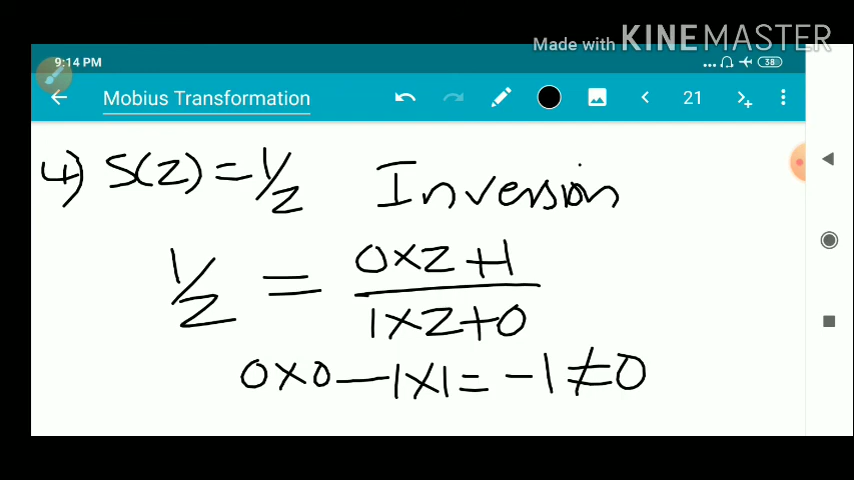 Made with KINEMASTER
9:14 PM
38
Mobius Transformation
21
4) S(z) = 1/z Inversion
1/z = 0×z+1
1×z+0
0×0—1×1= -1≠0